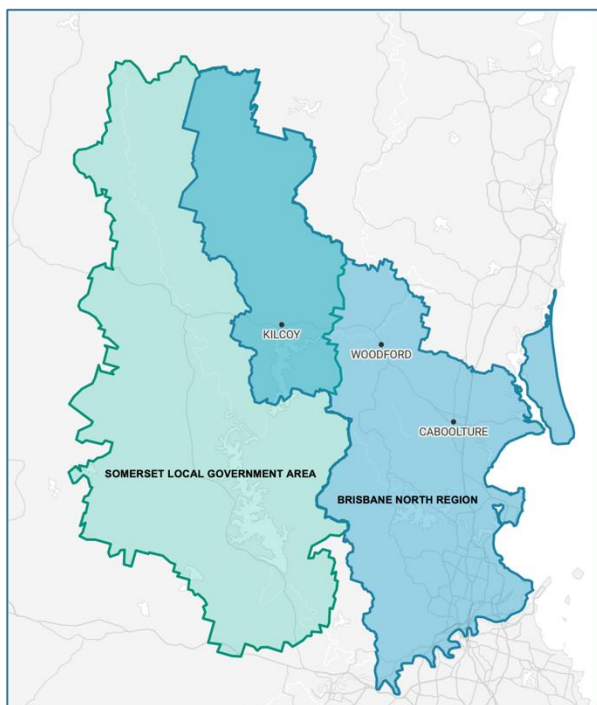 KILCOY
WOODFORD
CABOOLTURE
SOMERSET LOCAL GOVERNMENT AREA
BRISBANE NORTH REGION